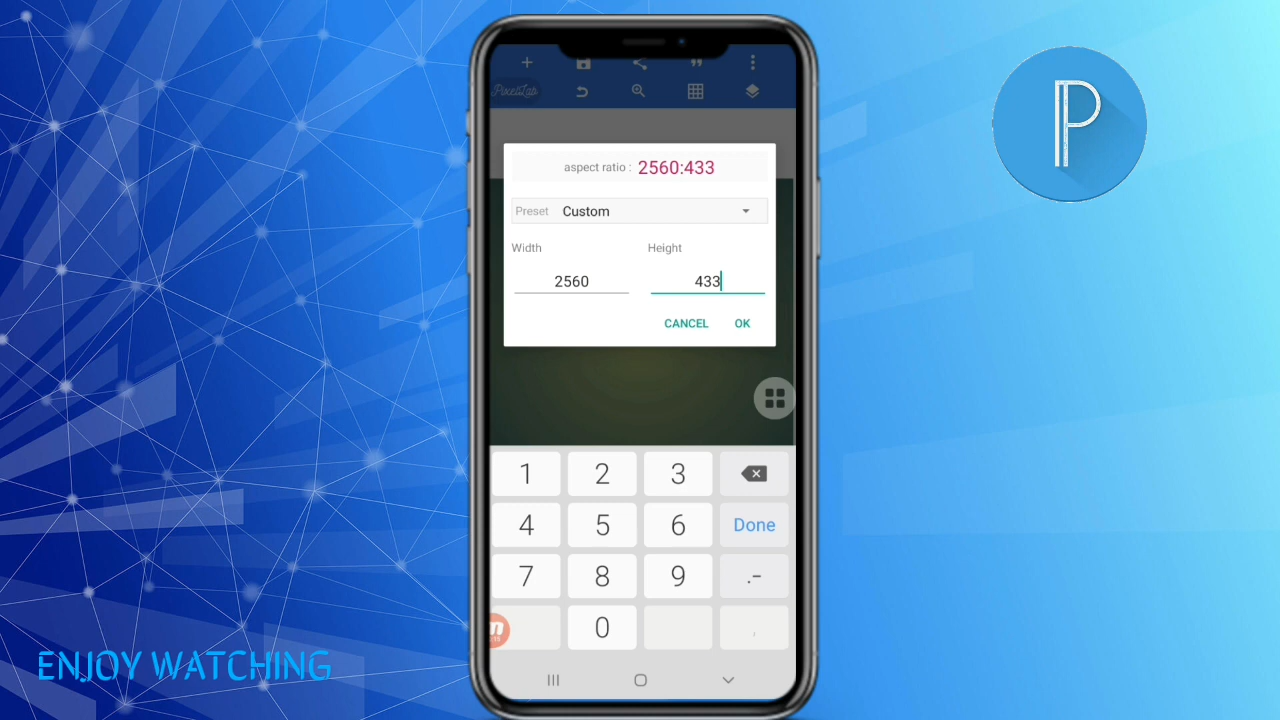 PixelLab
aspect ratio : 2560:433
Preset Custom
Width Height
2560 433
CANCEL OK
1 2 3
4 5 6 Done
7 8 9 .-
0 ,
P
ENJOY WATCHING